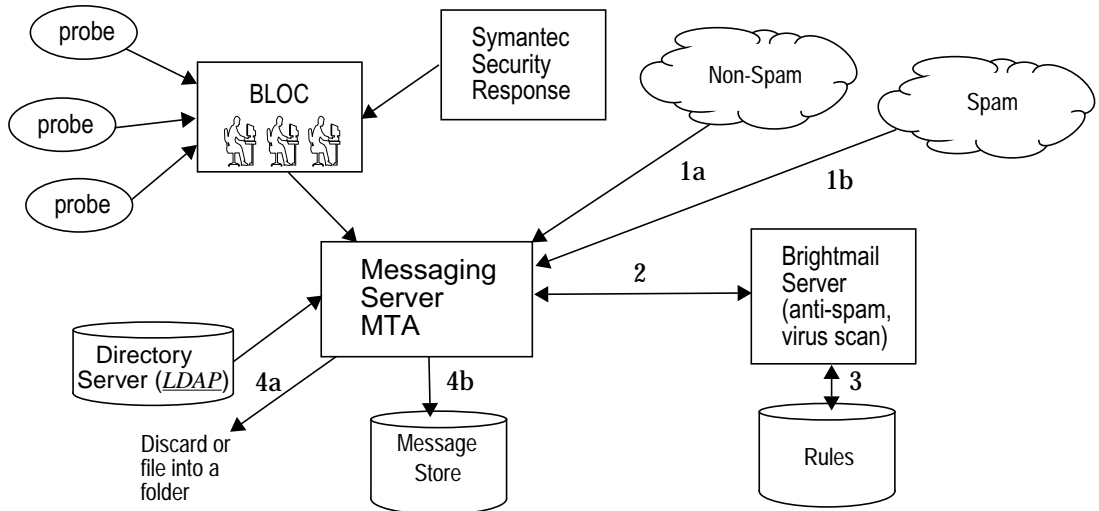 probe
probe
probe
BLOC
Symantec
Security
Response
Non-Spam
Spam
1a
1b
Messaging
Server
MTA
2
Brightmail
Server
(anti-spam,
virus scan)
3
Rules
Directory
Server (LDAP)
4a
4b
Discard or
file into a
folder
Message
Store